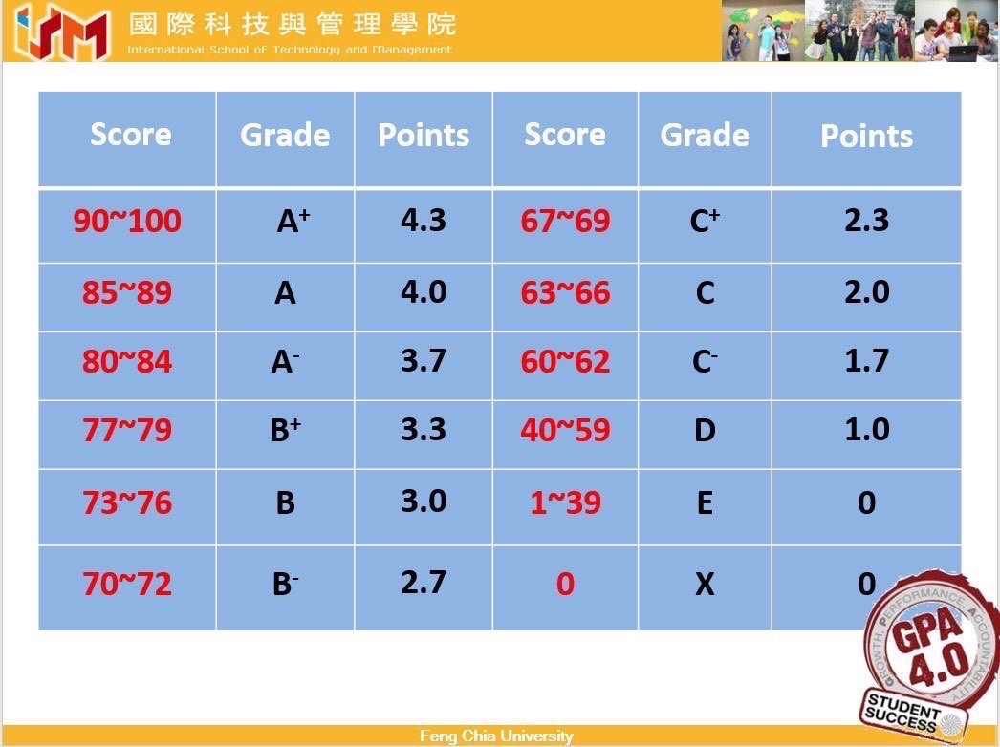 iSTM
國際科技與管理學院
International School of Technology and Management
Score Grade Points Score Grade Points
90~100 A+ 4.3 67~69 C+ 2.3
85~89 A 4.0 63~66 C 2.0
80~84 A- 3.7 60~62 C- 1.7
77~79 B+ 3.3 40~59 D 1.0
73~76 B 3.0 1~39 E 0
70~72 B- 2.7 0 X 0
GROWTH, PERFORMANCE, ACCOUNTABILITY
GPA
4.0
STUDENT
SUCCESS
Feng Chia University